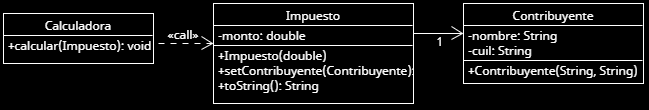 Calculadora
+calcular(Impuesto): void
«call»
Impuesto
-monto: double
+Impuesto(double)
+setContribuyente(Contribuyente):
+toString(): String
1
Contribuyente
-nombre: String
-cuil: String
+Contribuyente(String, String)